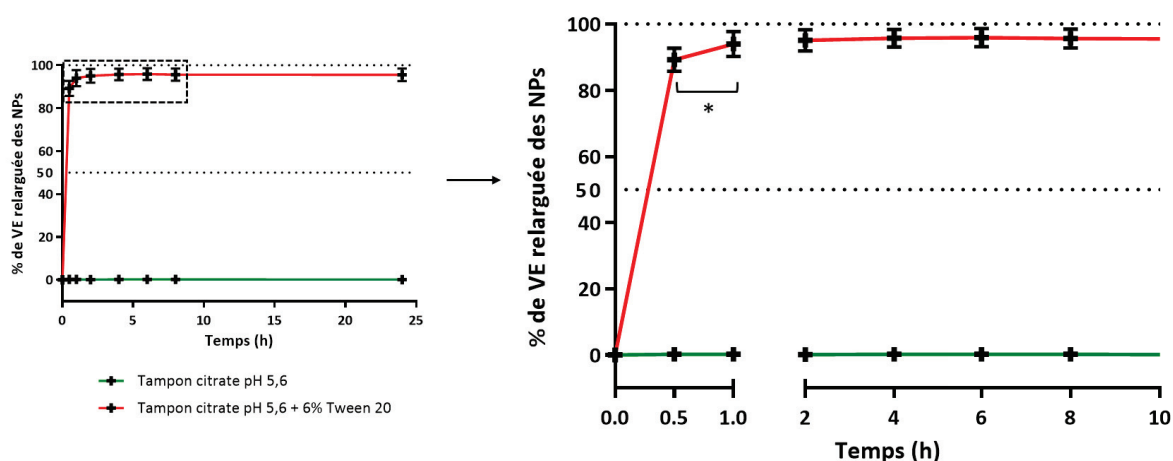 % de VE relarguée des NPs
100
80
60
50
40
20
0
0 5 10 15 20 25
Temps (h)
Tampon citrate pH 5,6
Tampon citrate pH 5,6 + 6% Tween 20
% de VE relarguée des NPs
100
80
60
50
40
20
0
*
0.0 0.5 1.0 2 4 6 8 10
Temps (h)